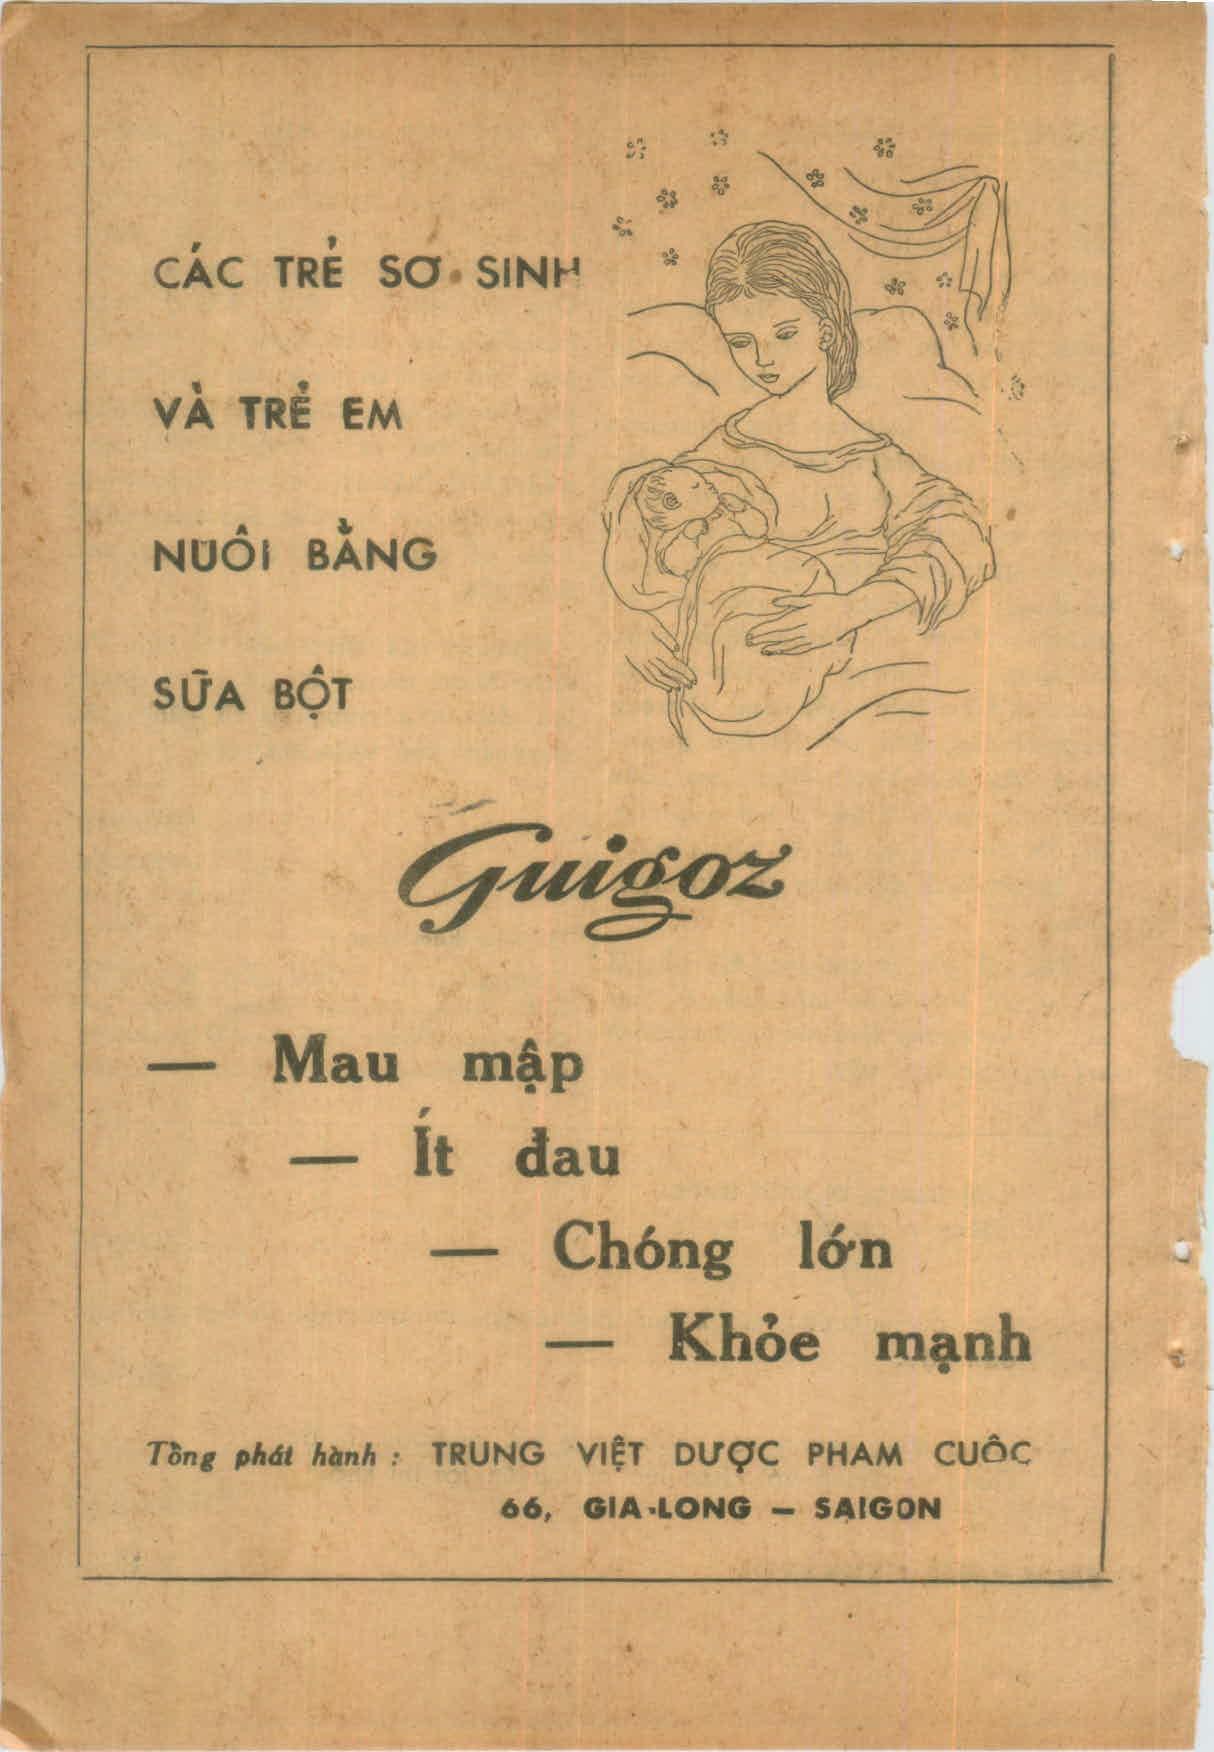 CÁC TRẺ SƠ SINH
VÀ TRẺ EM
NUÔI BẰNG
SỮA BỘT
Guigoz
— Mau mập
— Ít đau
— Chóng lớn
— Khỏe mạnh
Tổng phát hành : TRUNG VIỆT DƯỢC PHAM CUÔC
66, GIA-LONG — SAIGON